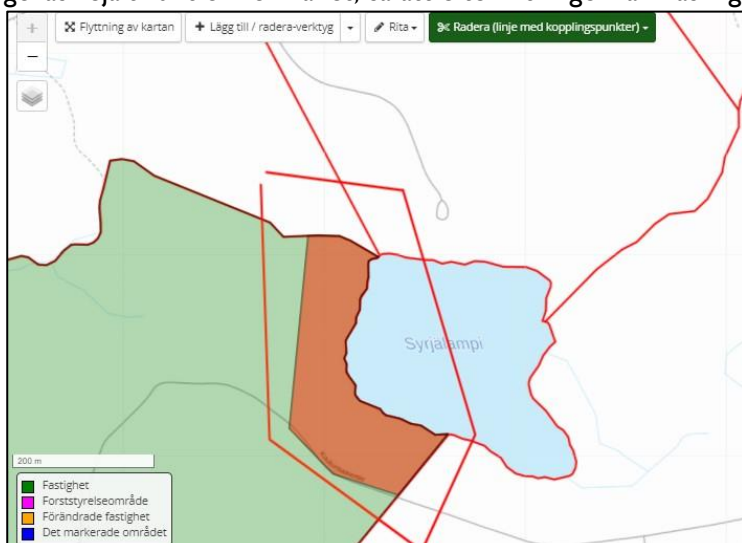 Flyttning av kartan
Lägg till / radera-verktyg
Rita
Radera (linje med kopplingspunkter)
Syrjälampi
200 m
Fastighet
Forststyrelseområde
Förändrade fastighet
Det markerade området